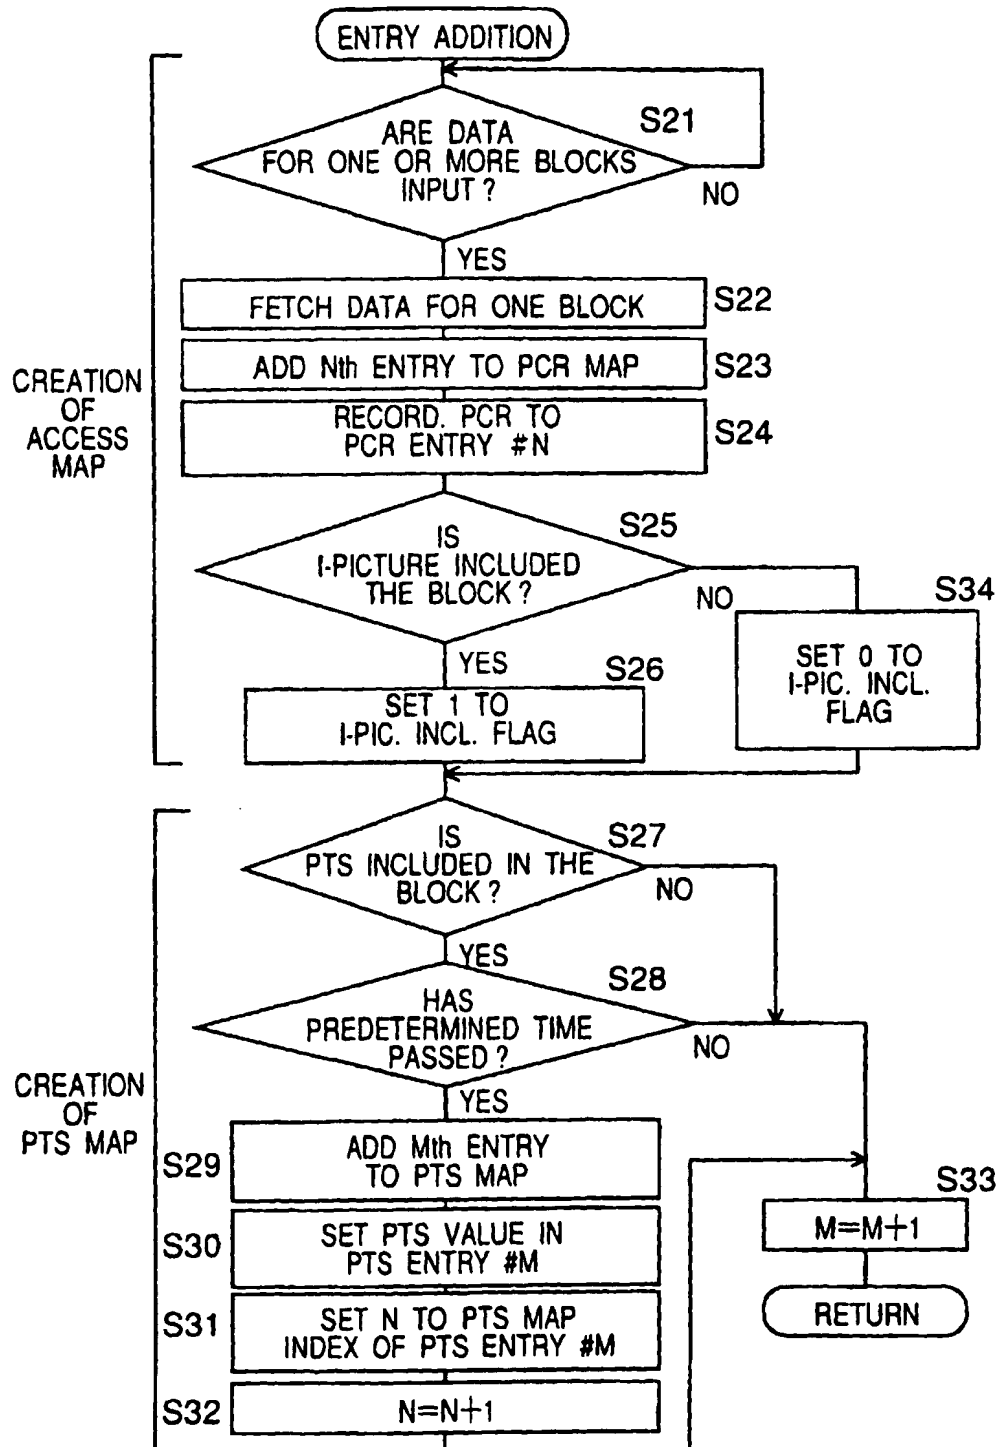 ENTRY ADDITION
S21
ARE DATA
FOR ONE OR MORE BLOCKS
INPUT ?
NO
YES
FETCH DATA FOR ONE BLOCK
S22
ADD Nth ENTRY TO PCR MAP
S23
CREATION
OF
ACCESS
MAP
RECORD. PCR TO
PCR ENTRY #N
S24
S25
IS
I-PICTURE INCLUDED
THE BLOCK ?
NO
S34
SET 0 TO
I-PIC. INCL.
FLAG
YES
S26
SET 1 TO
I-PIC. INCL. FLAG
S27
IS
PTS INCLUDED IN THE
BLOCK ?
NO
YES
S28
HAS
PREDETERMINED TIME
PASSED ?
NO
YES
CREATION
OF
PTS MAP
S29
ADD Mth ENTRY
TO PTS MAP
S33
M=M+1
S30
SET PTS VALUE IN
PTS ENTRY #M
RETURN
S31
SET N TO PTS MAP
INDEX OF PTS ENTRY #M
S32
N=N+1